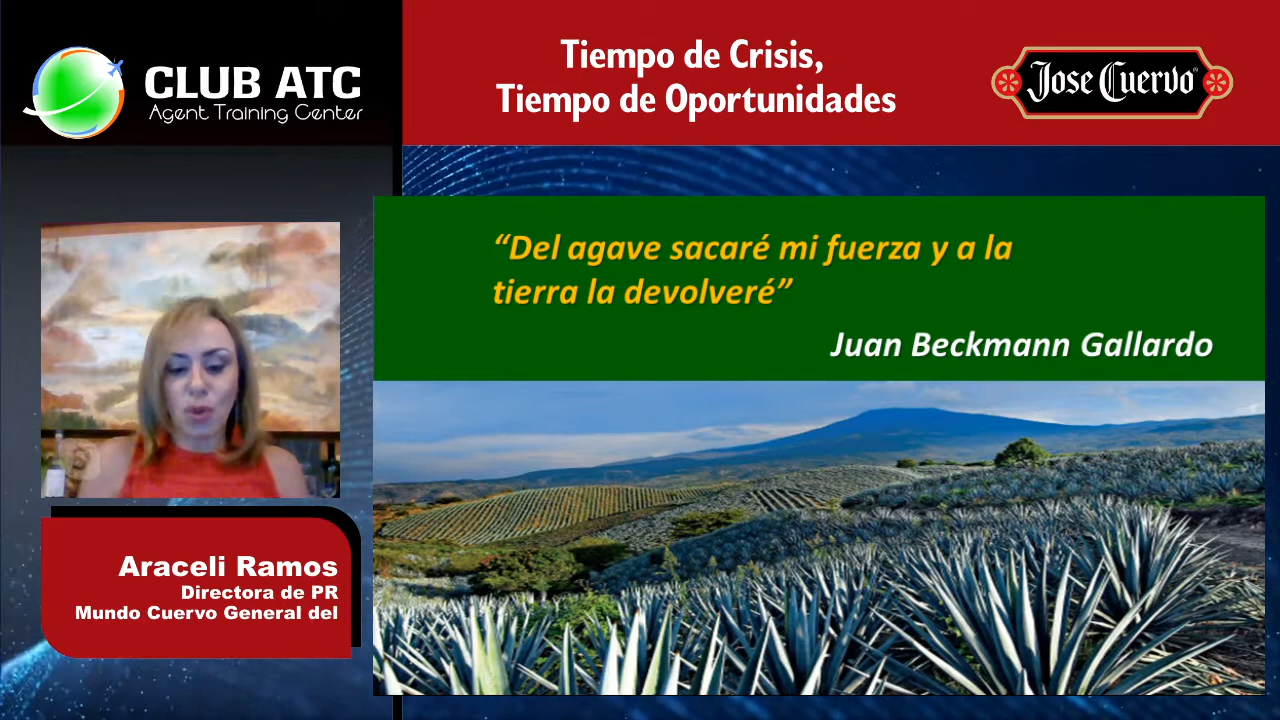 CLUB ATC
Agent Training Center
Tiempo de Crisis,
Tiempo de Oportunidades
Jose Cuervo®
“Del agave sacaré mi fuerza y a la
tierra la devolveré”
Juan Beckmann Gallardo
Araceli Ramos
Directora de PR
Mundo Cuervo General del